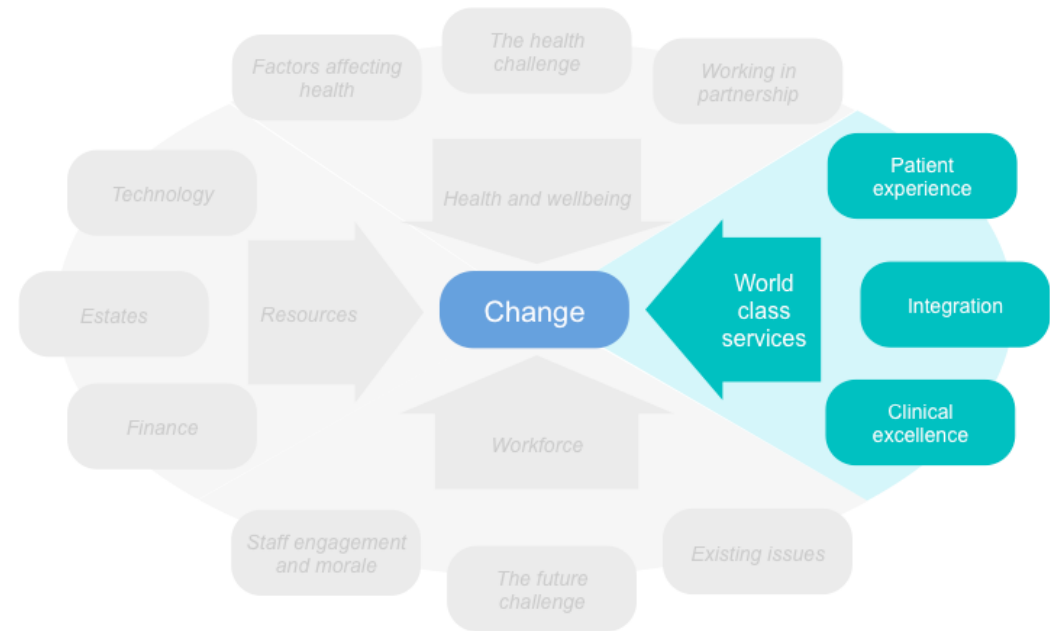 The health
challenge
Factors affecting
health
Working in
partnership
Patient
experience
Technology
Health and wellbeing
Estates
Resources
Change
World
class
services
Integration
Finance
Workforce
Clinical
excellence
Staff engagement
and morale
The future
challenge
Existing issues